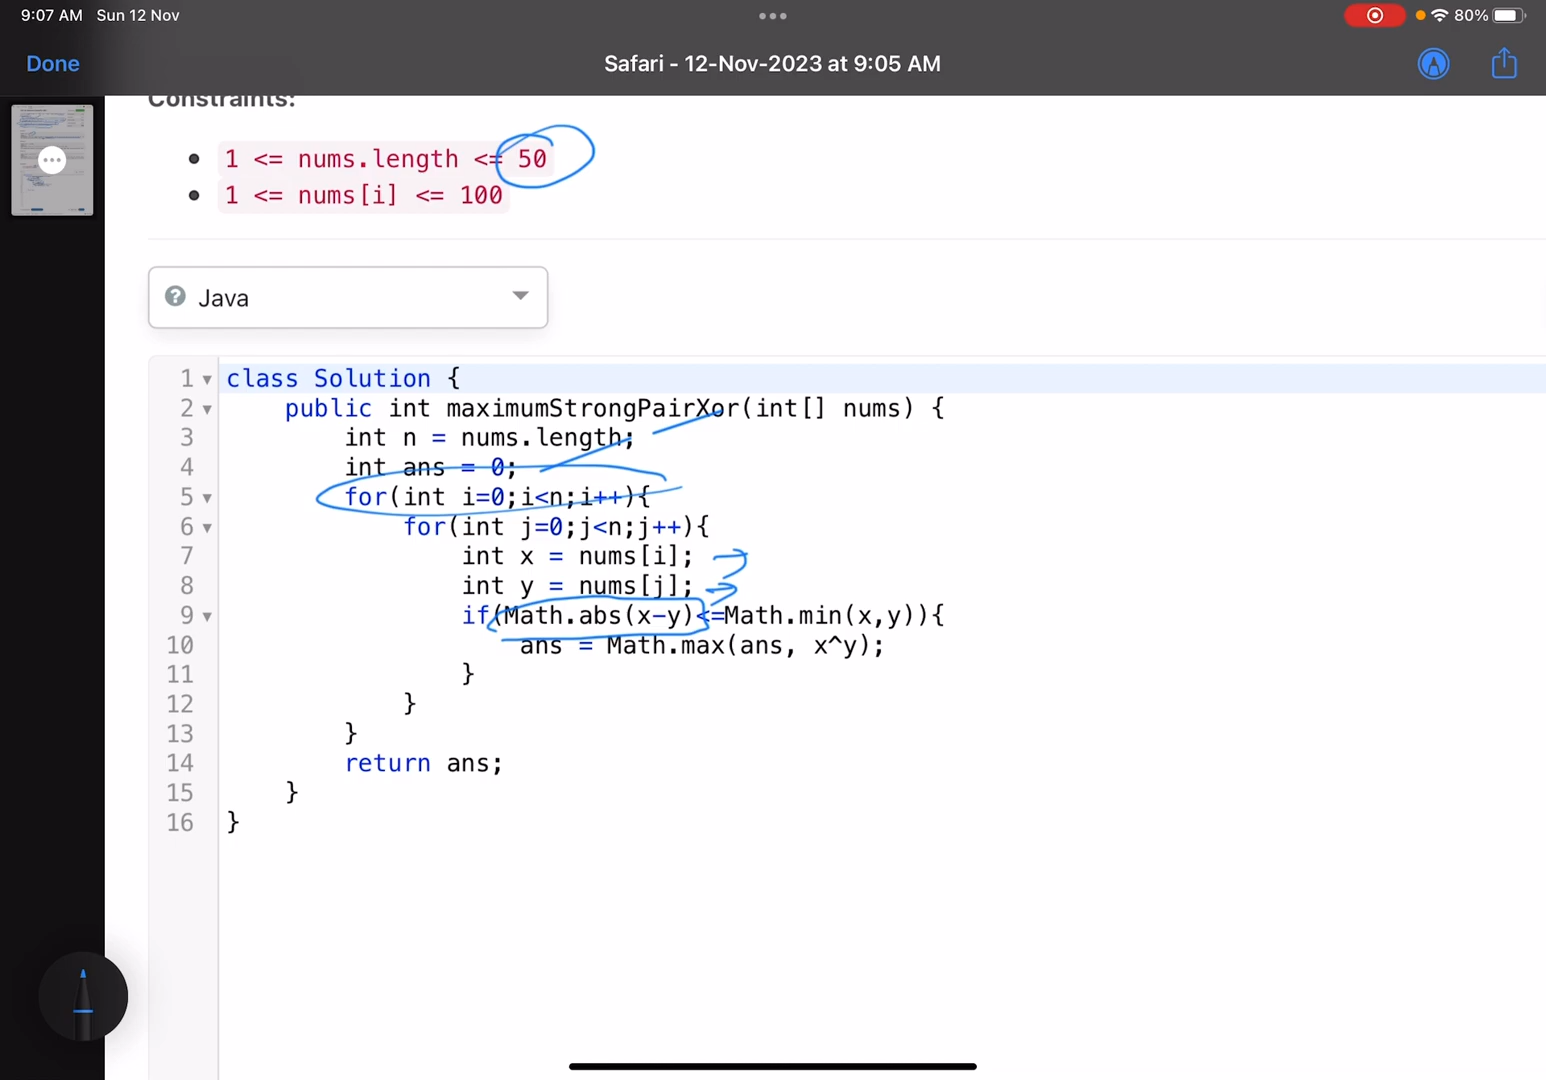 9:07 AM Sun 12 Nov
80%
Done
Safari - 12-Nov-2023 at 9:05 AM
Constraints:
1 <= nums.length <= 50
1 <= nums[i] <= 100
Java
1 class Solution {
2 public int maximumStrongPairXor(int[] nums) {
3 int n = nums.length;
4 int ans = 0;
5 for(int i=0;i<n;i++){
6 for(int j=0;j<n;j++){
7 int x = nums[i];
8 int y = nums[j];
9 if(Math.abs(x-y)<=Math.min(x,y)){
10 ans = Math.max(ans, x^y);
11 }
12 }
13 }
14 return ans;
15 }
16 }